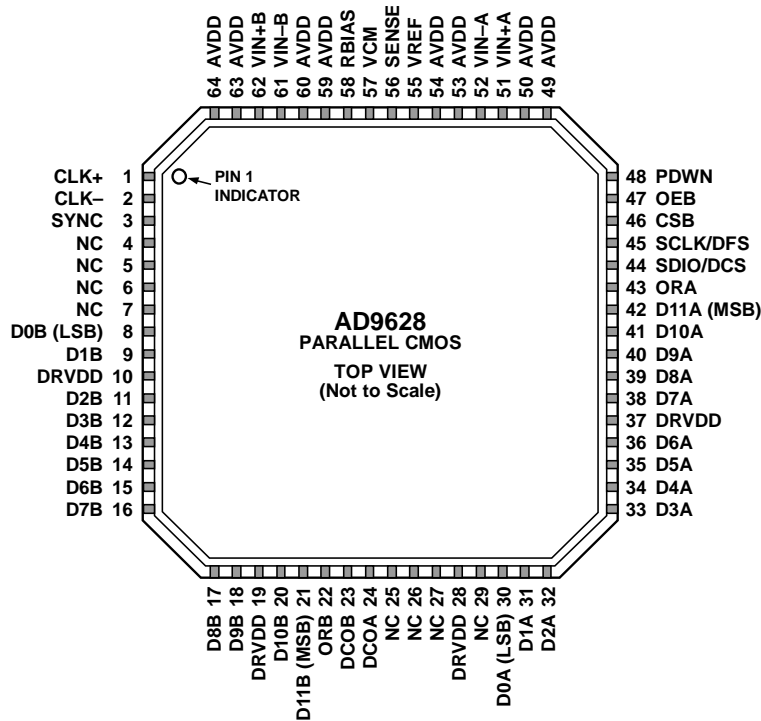 64 AVDD
63 AVDD
62 VIN+B
61 VIN–B
60 AVDD
59 AVDD
58 RBIAS
57 VCM
56 SENSE
55 VREF
54 AVDD
53 AVDD
52 VIN–A
51 VIN+A
50 AVDD
49 AVDD
CLK+ 1
CLK– 2
SYNC 3
NC 4
NC 5
NC 6
NC 7
D0B (LSB) 8
D1B 9
DRVDD 10
D2B 11
D3B 12
D4B 13
D5B 14
D6B 15
D7B 16
PIN 1
INDICATOR
AD9628
PARALLEL CMOS
TOP VIEW
(Not to Scale)
48 PDWN
47 OEB
46 CSB
45 SCLK/DFS
44 SDIO/DCS
43 ORA
42 D11A (MSB)
41 D10A
40 D9A
39 D8A
38 D7A
37 DRVDD
36 D6A
35 D5A
34 D4A
33 D3A
D8B 17
D9B 18
DRVDD 19
D10B 20
D11B (MSB) 21
ORB 22
DCOB 23
DCOA 24
NC 25
NC 26
NC 27
DRVDD 28
NC 29
D0A (LSB) 30
D1A 31
D2A 32